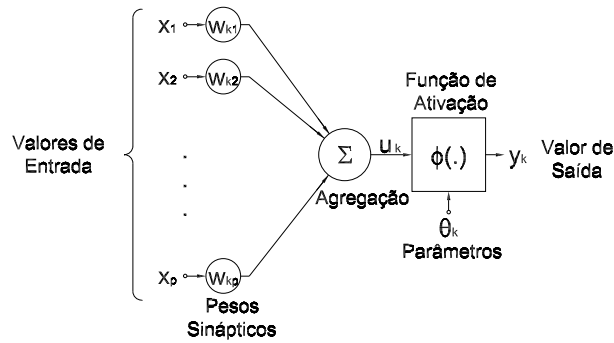 Valores de
Entrada
x1
wk1
x2
wk2
.
.
.
xp
wkp
Pesos
Sinápticos
Σ
Agregação
uk
Função de
Ativação
ϕ(.)
θk
Parâmetros
yk
Valor de
Saída